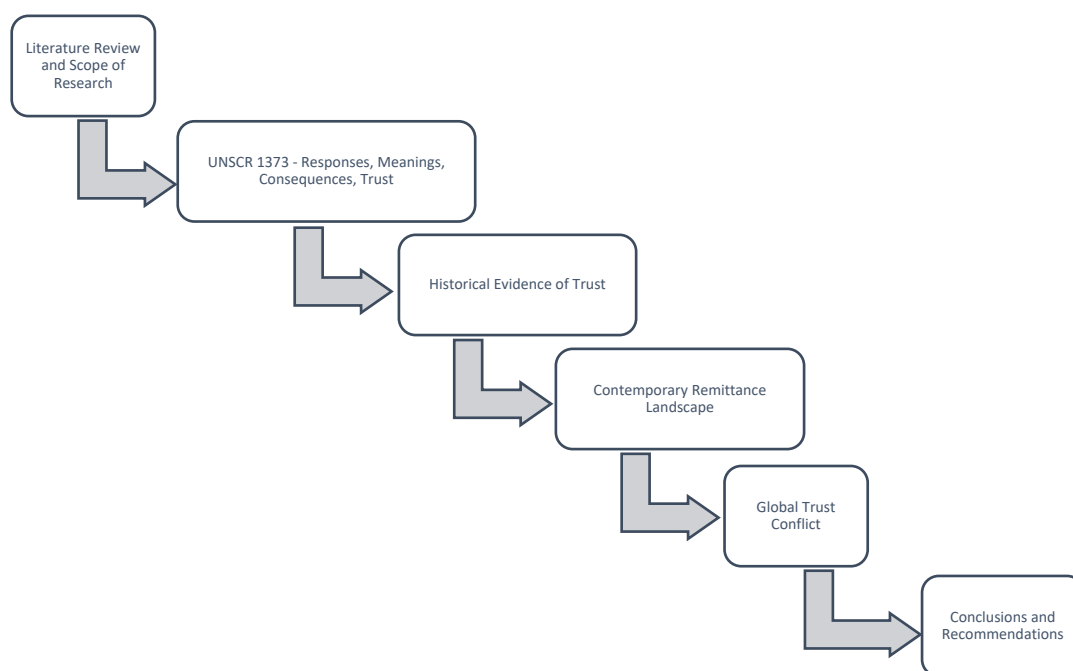 Literature Review
and Scope of
Research
UNSCR 1373 - Responses, Meanings,
Consequences, Trust
Historical Evidence of Trust
Contemporary Remittance
Landscape
Global Trust
Conflict
Conclusions and
Recommendations